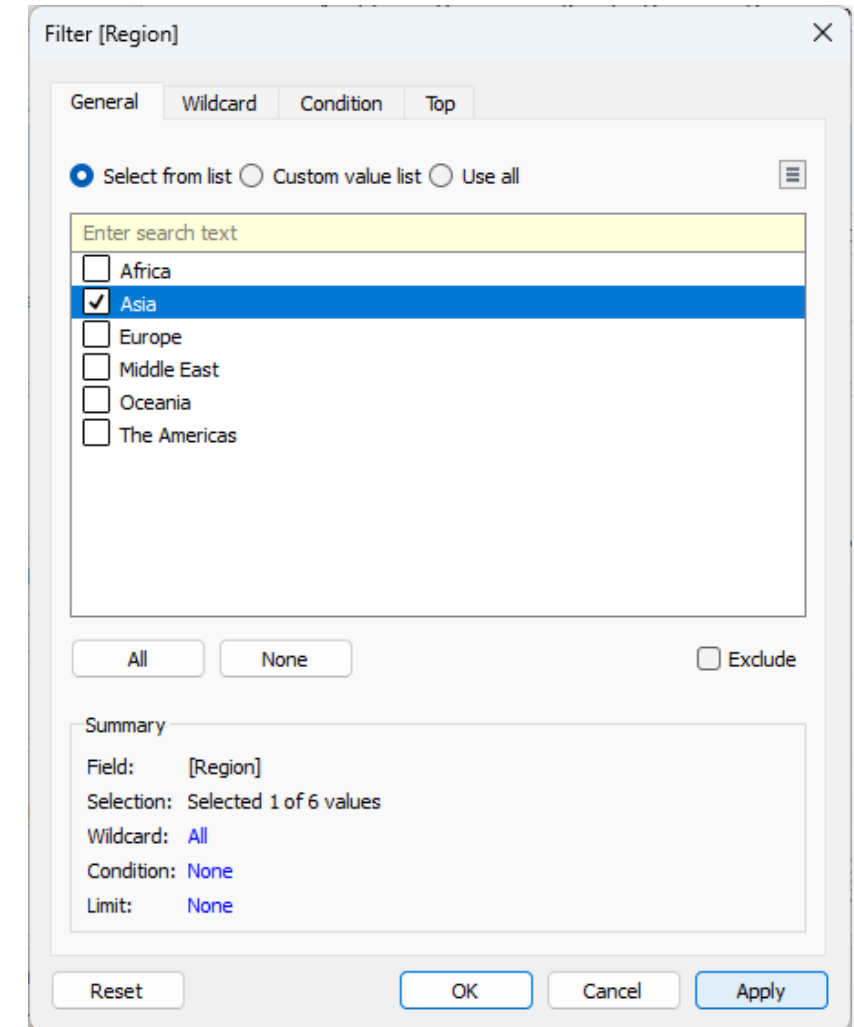 Filter [Region]
General Wildcard Condition Top
Select from list Custom value list Use all
Enter search text
Africa
Asia
Europe
Middle East
Oceania
The Americas
All None Exclude
Summary
Field: [Region]
Selection: Selected 1 of 6 values
Wildcard: All
Condition: None
Limit: None
Reset OK Cancel Apply